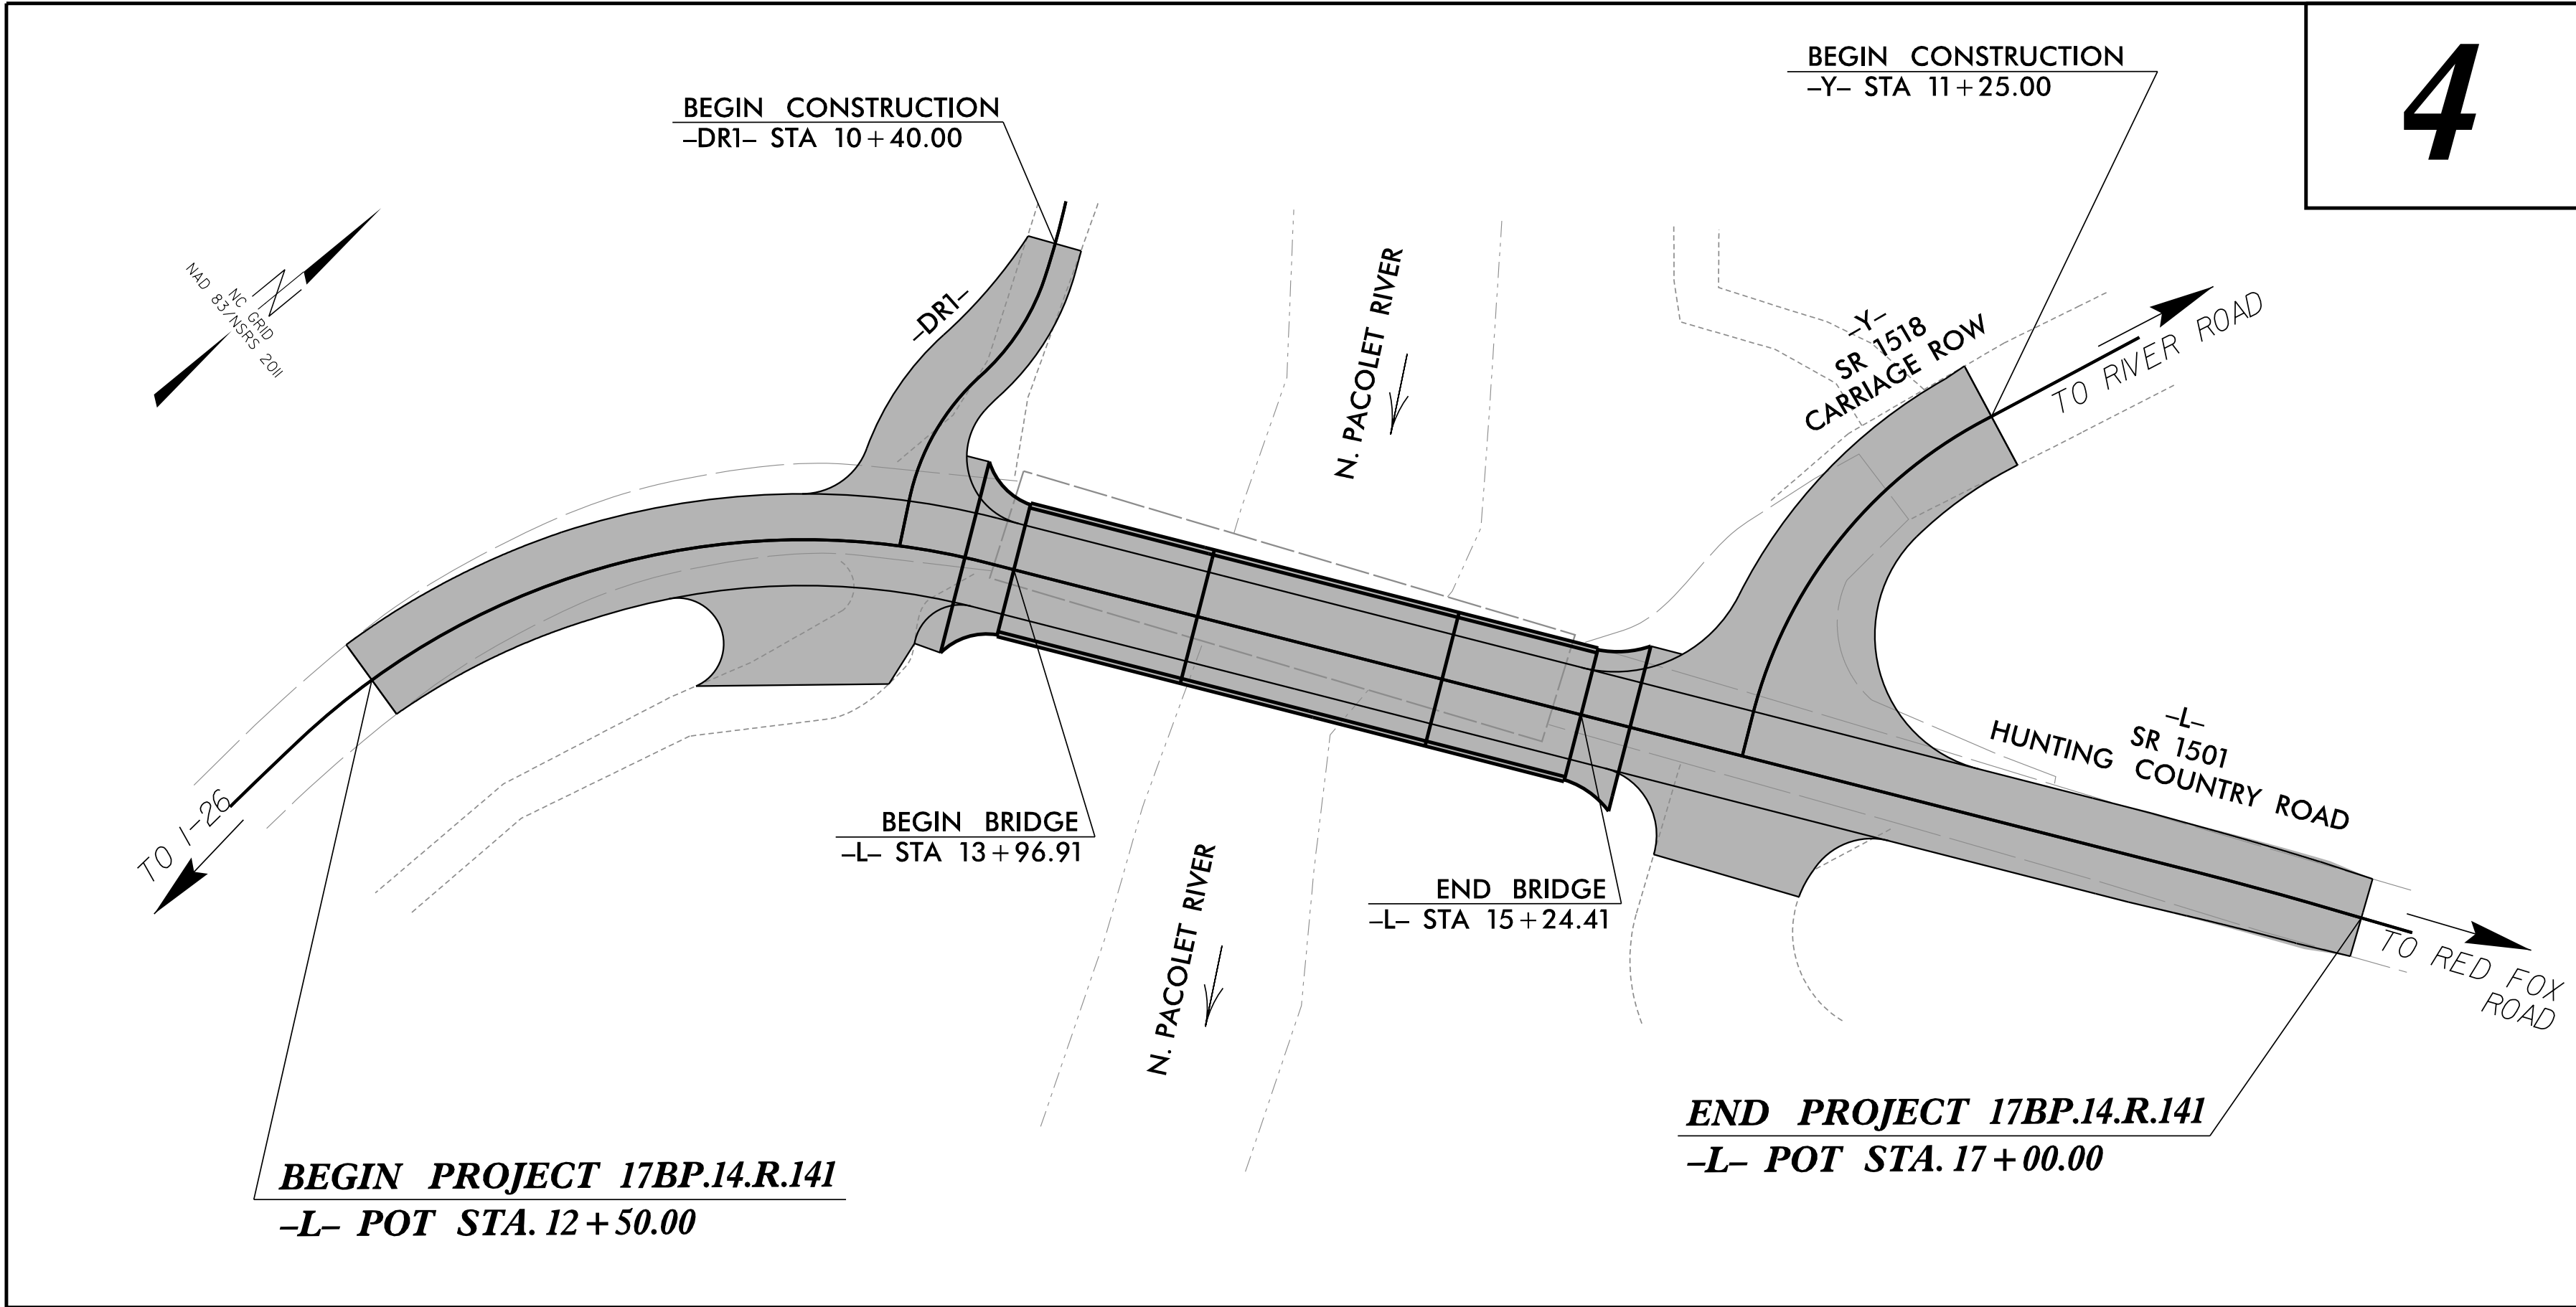 4
BEGIN CONSTRUCTION
–Y– STA 11+25.00
BEGIN CONSTRUCTION
–DR1– STA 10+40.00
N
NC GRID
NAD 83/NSRS 2011
–DR1–
N. PACOLET RIVER
–Y–
SR 1518
CARRIAGE ROW
TO RIVER ROAD
–L–
SR 1501
HUNTING COUNTRY ROAD
TO I-26
BEGIN BRIDGE
–L– STA 13+96.91
END BRIDGE
–L– STA 15+24.41
N. PACOLET RIVER
TO RED FOX
ROAD
END PROJECT 17BP.14.R.141
–L– POT STA. 17+00.00
BEGIN PROJECT 17BP.14.R.141
–L– POT STA. 12+50.00